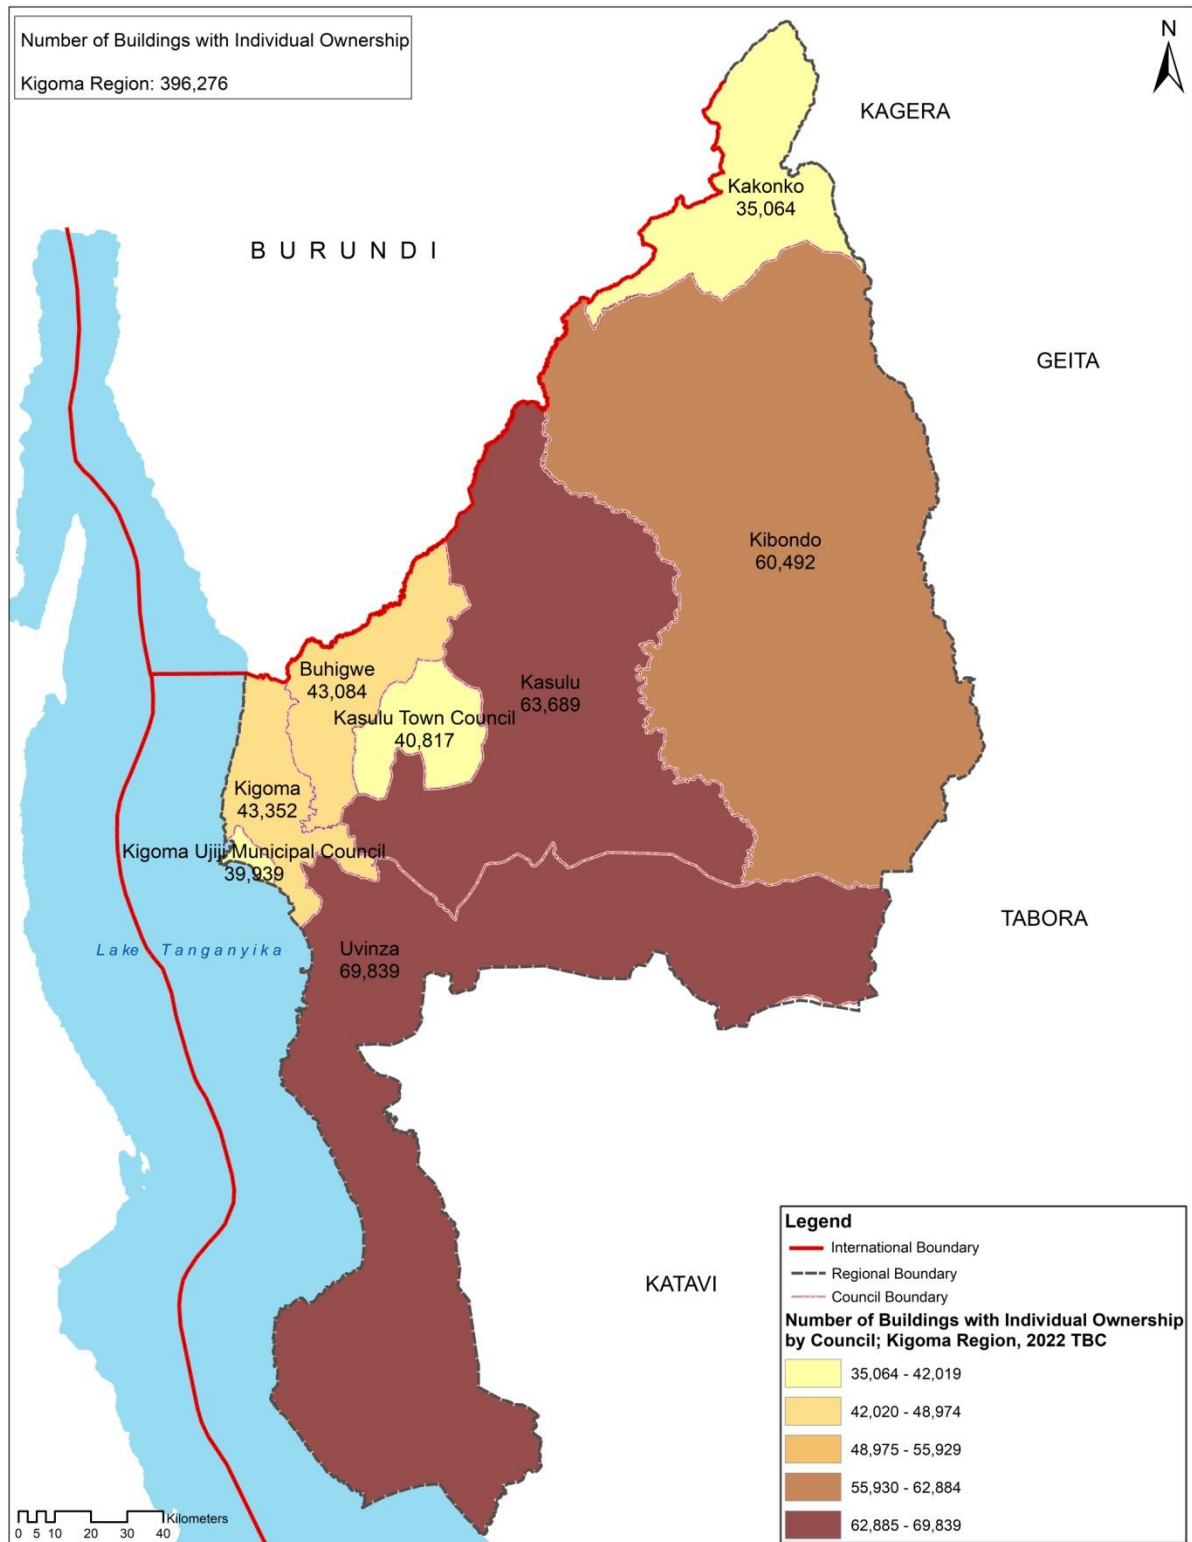 Number of Buildings with Individual Ownership
Kigoma Region: 396,276
N
KAGERA
Kakonko
35,064
BURUNDI
GEITA
Kibondo
60,492
Buhigwe
43,084
Kasulu
63,689
Kasulu Town Council
40,817
Kigoma
43,352
Kigoma Ujiji Municipal Council
39,939
TABORA
Lake Tanganyika
Uvinza
69,839
KATAVI
Legend
International Boundary
Regional Boundary
Council Boundary
Number of Buildings with Individual Ownership
by Council; Kigoma Region, 2022 TBC
35,064 - 42,019
42,020 - 48,974
48,975 - 55,929
55,930 - 62,884
62,885 - 69,839
Kilometers
0 5 10 20 30 40